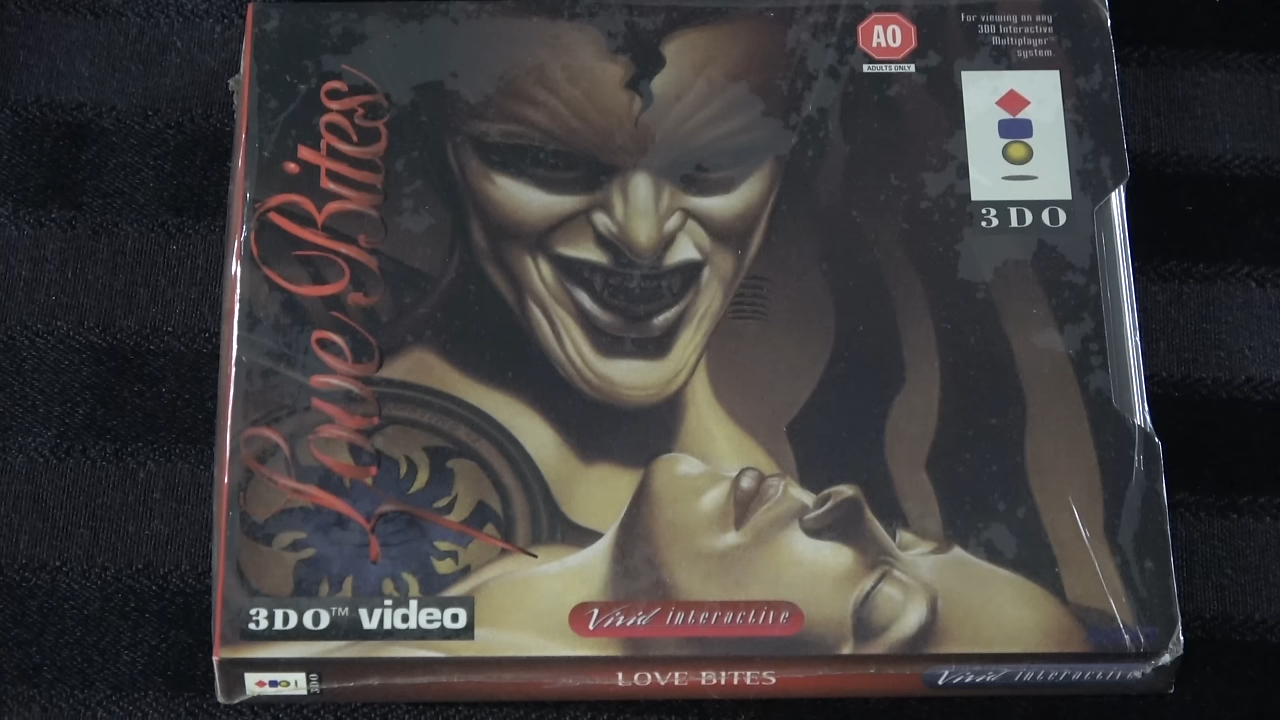 Love Bites
AO
ADULTS ONLY
For viewing on any
3DO Interactive
Multiplayer™
system.
3DO
3DO™ video
Vivid interactive
3DO
LOVE BITES
Vivid interactive